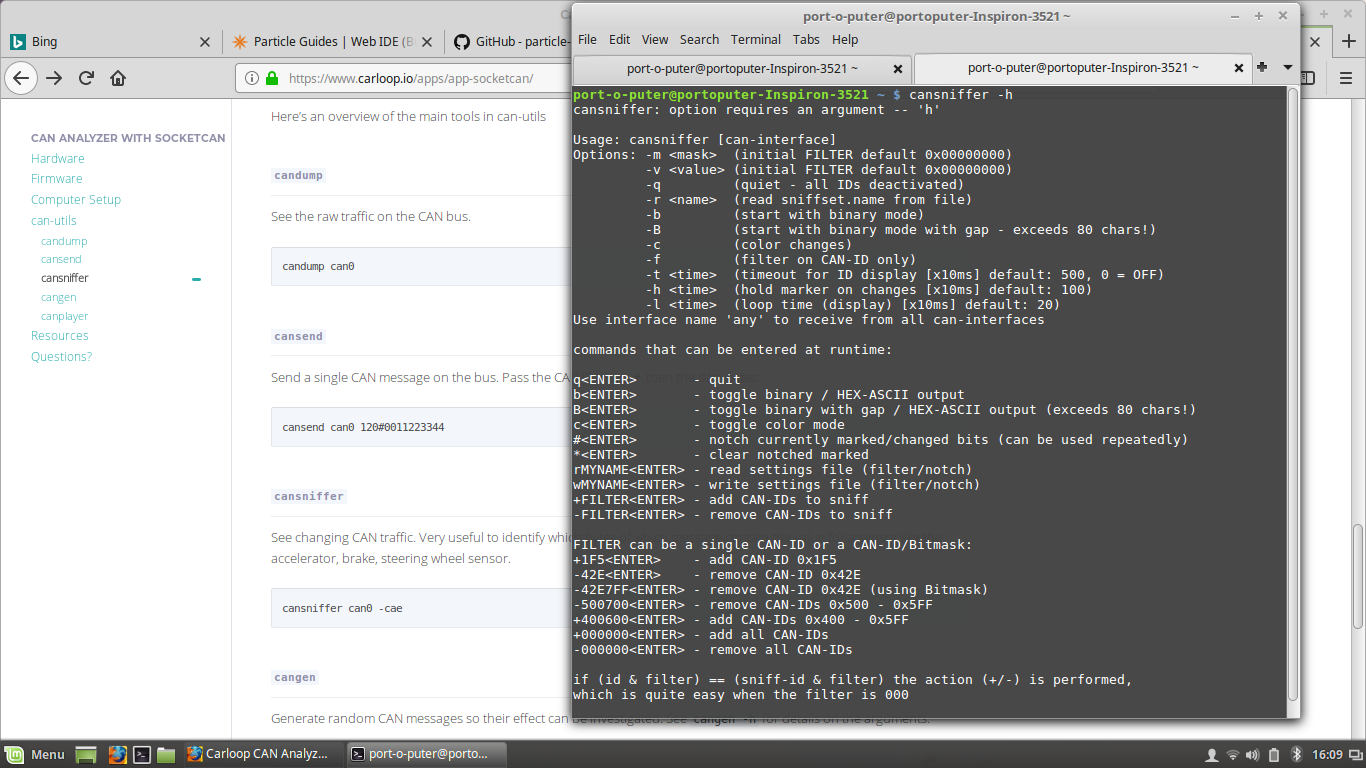 port-o-puter@portoputer-Inspiron-3521 ~
Bing
Particle Guides | Web IDE (B
GitHub - particle-
File Edit View Search Terminal Tabs Help
https://www.carloop.io/apps/app-socketcan/
port-o-puter@portoputer-Inspiron-3521 ~
port-o-puter@portoputer-Inspiron-3521 ~
CAN ANALYZER WITH SOCKETCAN
Hardware
Firmware
Computer Setup
can-utils
candump
cansend
cansniffer
cangen
canplayer
Resources
Questions?
Here's an overview of the main tools in can-utils
candump
See the raw traffic on the CAN bus.
candump can0
cansend
Send a single CAN message on the bus. Pass the CA
cansend can0 120#0011223344
cansniffer
See changing CAN traffic. Very useful to identify whic
accelerator, brake, steering wheel sensor.
cansniffer can0 -cae
cangen
Generate random CAN messages so their effect can be investigated. See cangen -h for details on the arguments.
port-o-puter@portoputer-Inspiron-3521 ~ $ cansniffer -h
cansniffer: option requires an argument -- 'h'
Usage: cansniffer [can-interface]
Options: -m <mask>  (initial FILTER default 0x00000000)
-v <value> (initial FILTER default 0x00000000)
-q         (quiet - all IDs deactivated)
-r <name>  (read sniffset.name from file)
-b         (start with binary mode)
-B         (start with binary mode with gap - exceeds 80 chars!)
-c         (color changes)
-f         (filter on CAN-ID only)
-t <time>  (timeout for ID display [x10ms] default: 500, 0 = OFF)
-h <time>  (hold marker on changes [x10ms] default: 100)
-l <time>  (loop time (display) [x10ms] default: 20)
Use interface name 'any' to receive from all can-interfaces
commands that can be entered at runtime:
q<ENTER>       - quit
b<ENTER>       - toggle binary / HEX-ASCII output
B<ENTER>       - toggle binary with gap / HEX-ASCII output (exceeds 80 chars!)
c<ENTER>       - toggle color mode
#<ENTER>       - notch currently marked/changed bits (can be used repeatedly)
*<ENTER>       - clear notched marked
rMYNAME<ENTER> - read settings file (filter/notch)
wMYNAME<ENTER> - write settings file (filter/notch)
+FILTER<ENTER> - add CAN-IDs to sniff
-FILTER<ENTER> - remove CAN-IDs to sniff
FILTER can be a single CAN-ID or a CAN-ID/Bitmask:
+1F5<ENTER>    - add CAN-ID 0x1F5
-42E<ENTER>    - remove CAN-ID 0x42E
-42E7FF<ENTER> - remove CAN-ID 0x42E (using Bitmask)
-500700<ENTER> - remove CAN-IDs 0x500 - 0x5FF
+400600<ENTER> - add CAN-IDs 0x400 - 0x5FF
+000000<ENTER> - add all CAN-IDs
-000000<ENTER> - remove all CAN-IDs
if (id & filter) == (sniff-id & filter) the action (+/-) is performed,
which is quite easy when the filter is 000
Menu
Carloop CAN Analyz...
port-o-puter@porto...
16:09